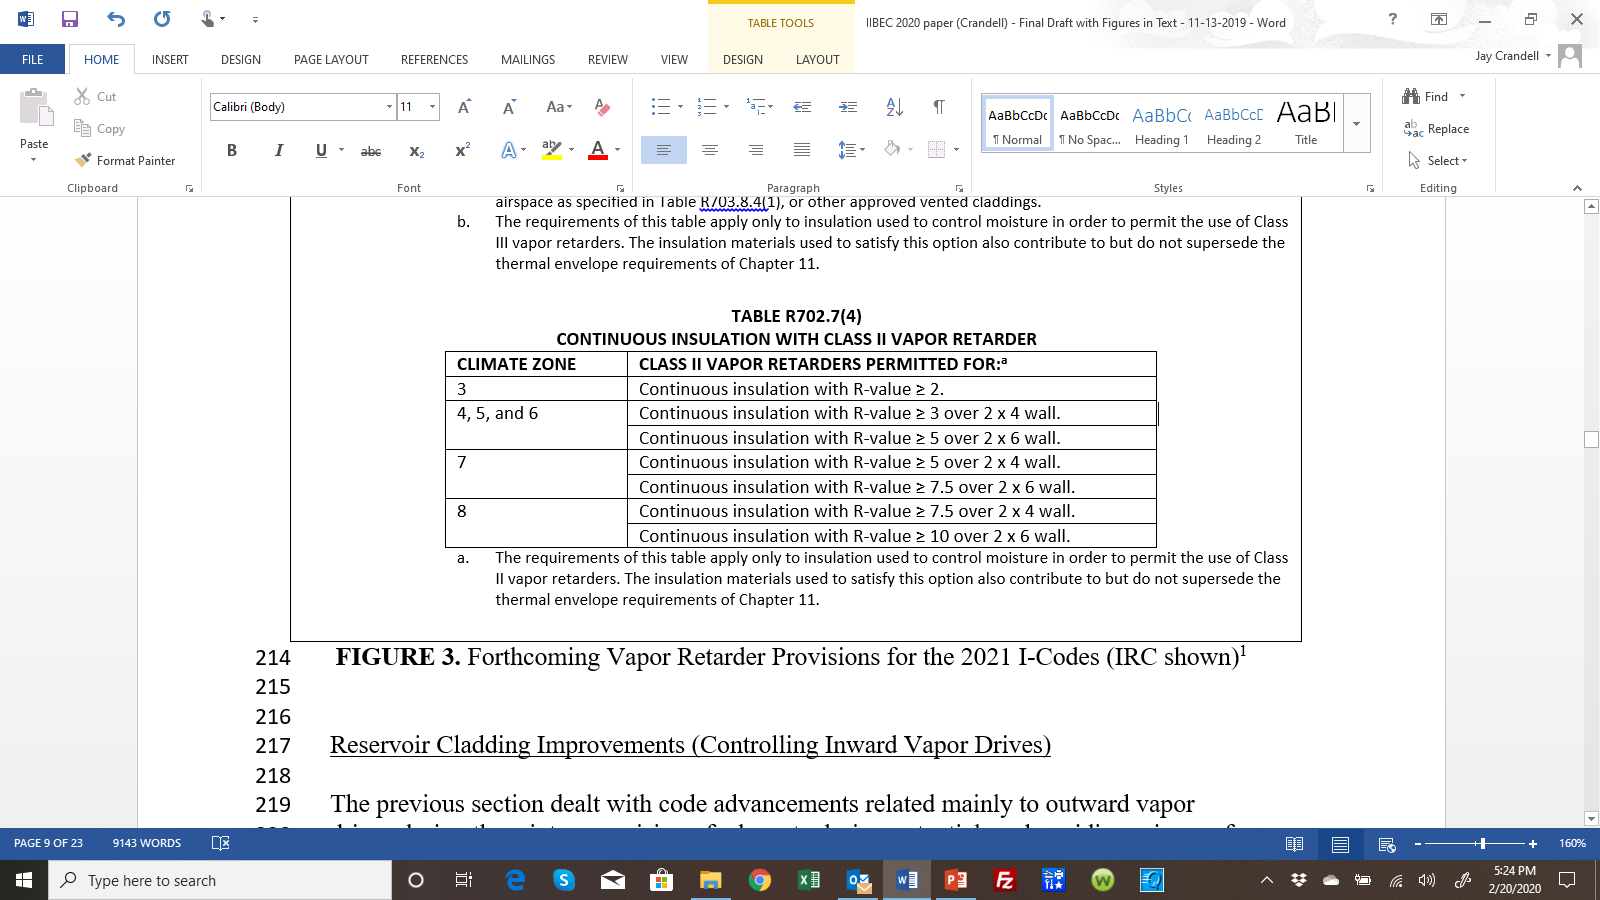 TABLE TOOLS
IIBEC 2020 paper (Crandell) - Final Draft with Figures in Text - 11-13-2019 - Word
?
FILE HOME INSERT DESIGN PAGE LAYOUT REFERENCES MAILINGS REVIEW VIEW DESIGN LAYOUT
Jay Crandell
Paste
Cut
Copy
Format Painter
Clipboard
Calibri (Body) 11
Aa
B I U abc X₂ X² A ab A
Font
Paragraph
AaBbCcDc AaBbCcDc AaBbCc AaBbCcD AaBl
¶ Normal ¶ No Spac... Heading 1 Heading 2 Title
Styles
Find
Replace
Select
Editing
airspace as specified in Table R703.8.4(1), or other approved vented claddings.
b. The requirements of this table apply only to insulation used to control moisture in order to permit the use of Class
III vapor retarders. The insulation materials used to satisfy this option also contribute to but do not supersede the
thermal envelope requirements of Chapter 11.
TABLE R702.7(4)
CONTINUOUS INSULATION WITH CLASS II VAPOR RETARDER
CLIMATE ZONE CLASS II VAPOR RETARDERS PERMITTED FOR:ᵃ
3 Continuous insulation with R-value ≥ 2.
4, 5, and 6 Continuous insulation with R-value ≥ 3 over 2 x 4 wall.
Continuous insulation with R-value ≥ 5 over 2 x 6 wall.
7 Continuous insulation with R-value ≥ 5 over 2 x 4 wall.
Continuous insulation with R-value ≥ 7.5 over 2 x 6 wall.
8 Continuous insulation with R-value ≥ 7.5 over 2 x 4 wall.
Continuous insulation with R-value ≥ 10 over 2 x 6 wall.
a. The requirements of this table apply only to insulation used to control moisture in order to permit the use of Class
II vapor retarders. The insulation materials used to satisfy this option also contribute to but do not supersede the
thermal envelope requirements of Chapter 11.
214 FIGURE 3. Forthcoming Vapor Retarder Provisions for the 2021 I-Codes (IRC shown)¹
215
216
217 Reservoir Cladding Improvements (Controlling Inward Vapor Drives)
218
219 The previous section dealt with code advancements related mainly to outward vapor
PAGE 9 OF 23 9143 WORDS 160%
Type here to search
5:24 PM
2/20/2020